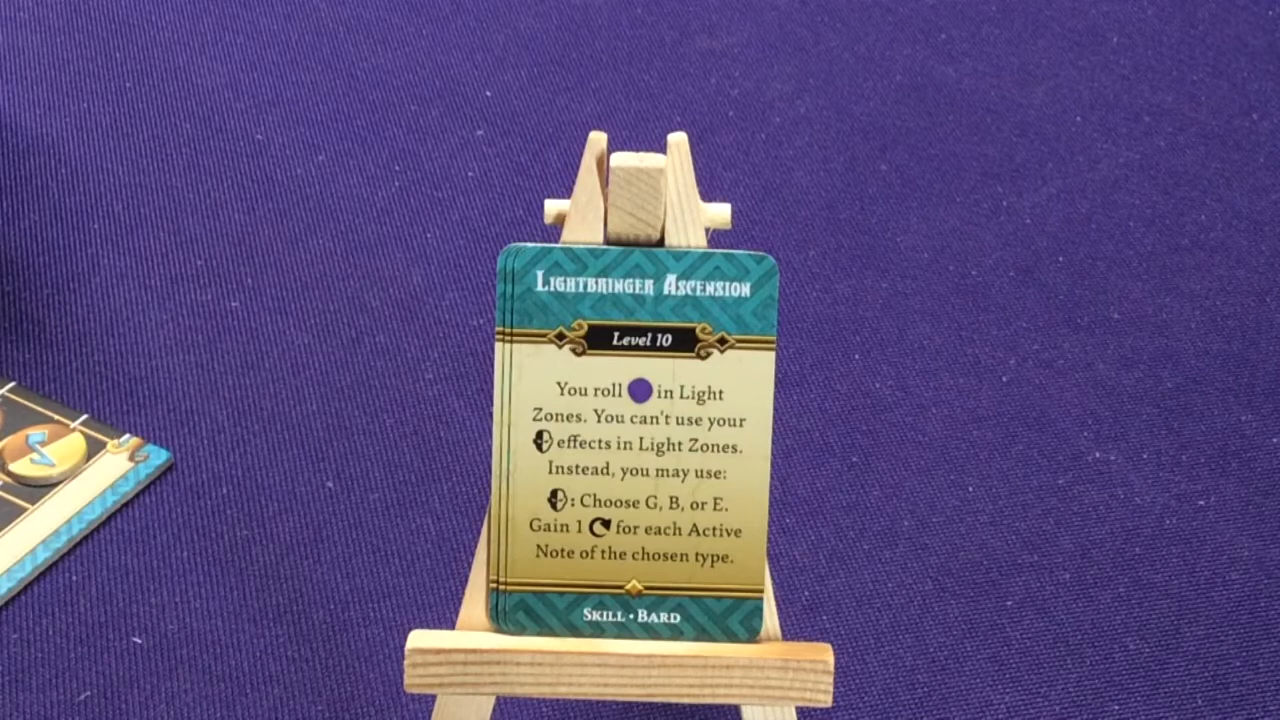 Lightbringer Ascension
Level 10
You roll in Light
Zones. You can't use your
effects in Light Zones.
Instead, you may use:
: Choose G, B, or E.
Gain 1 for each Active
Note of the chosen type.
Skill • Bard